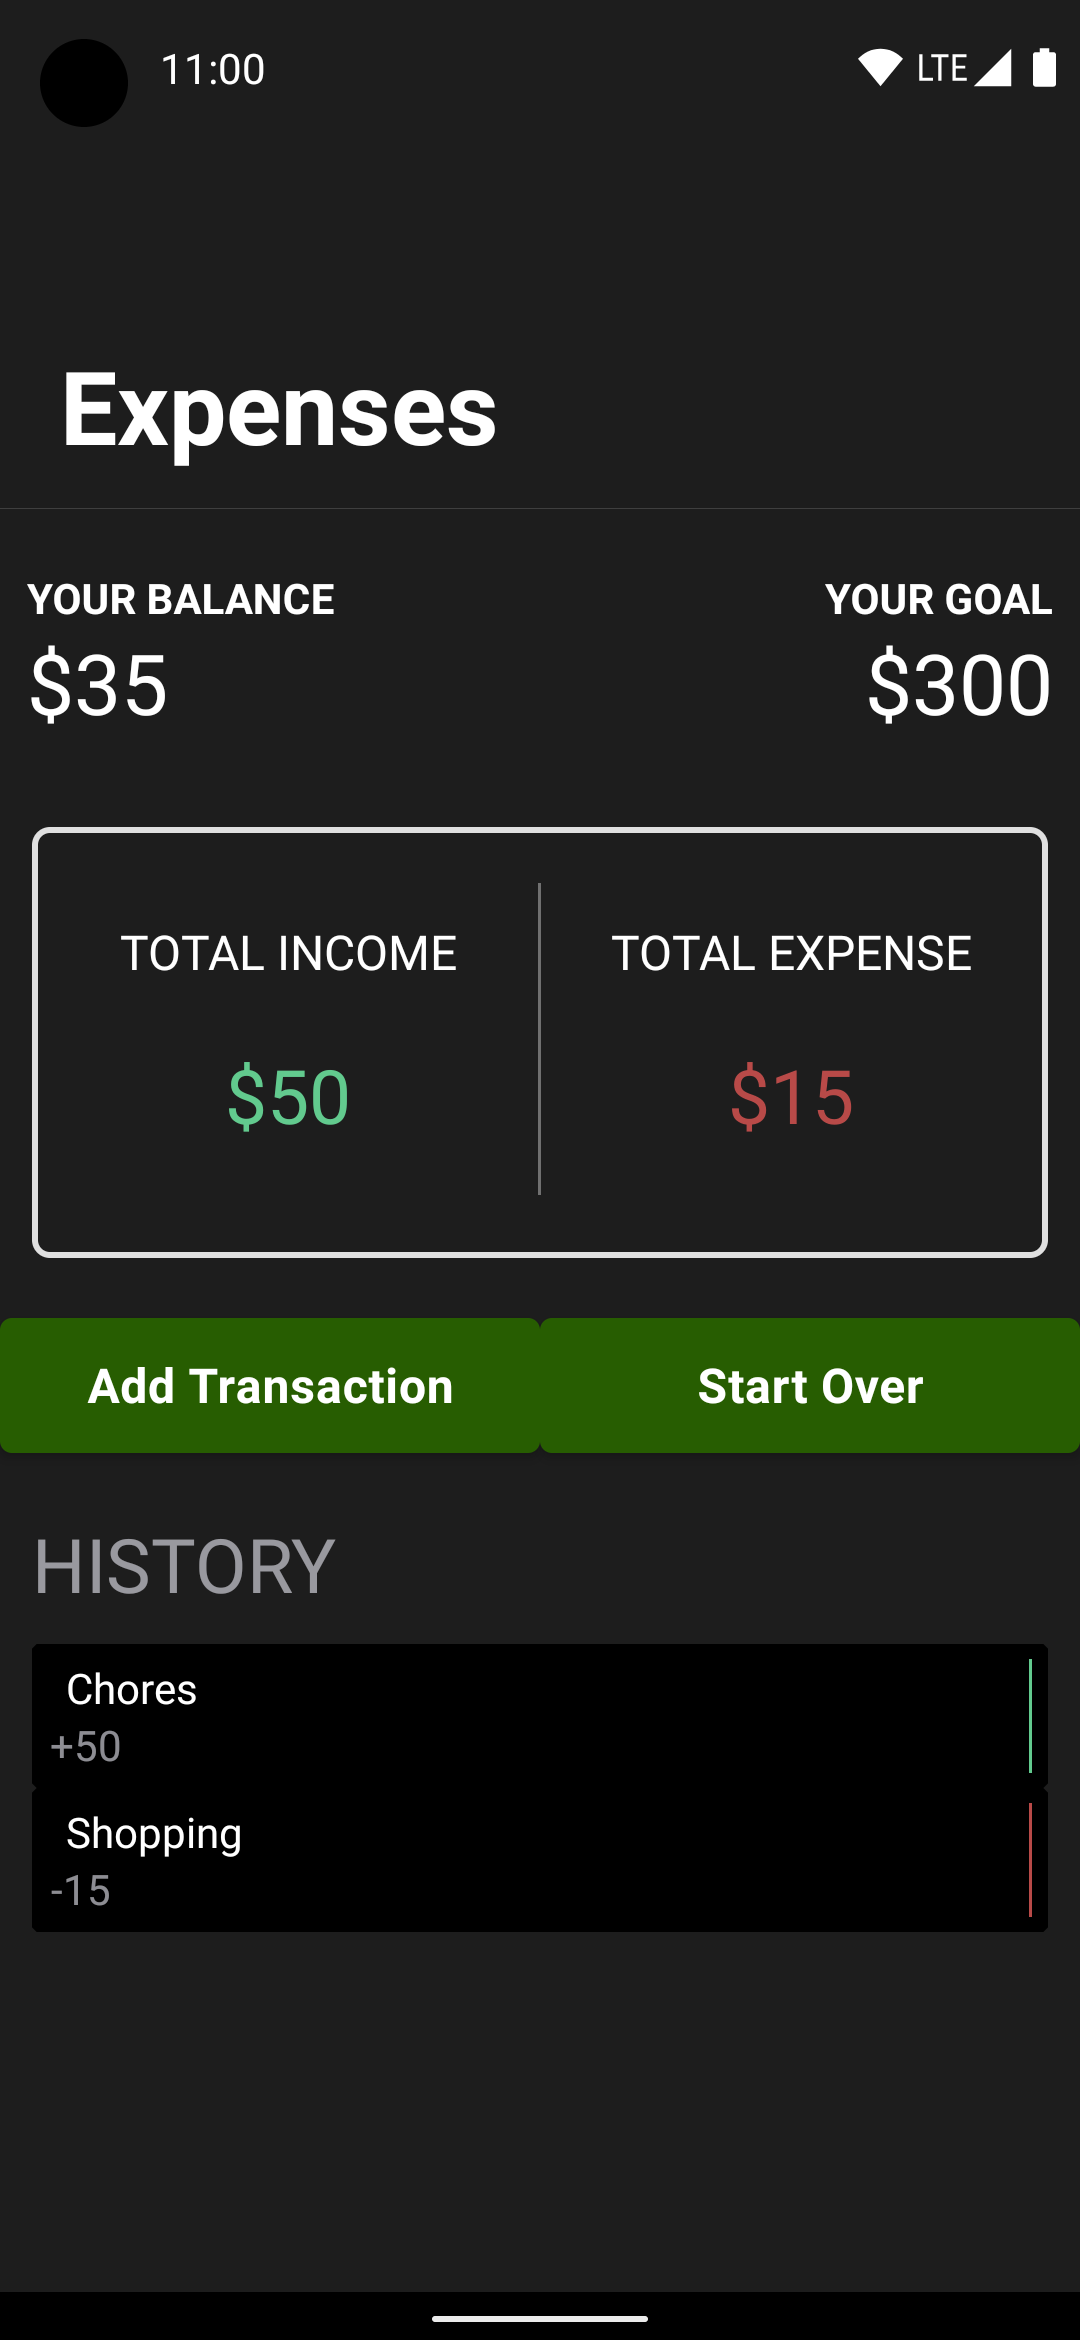 11:00 LTE
Expenses
YOUR BALANCE YOUR GOAL
$35 $300
TOTAL INCOME TOTAL EXPENSE
$50 $15
Add Transaction Start Over
HISTORY
Chores
+50
Shopping
-15